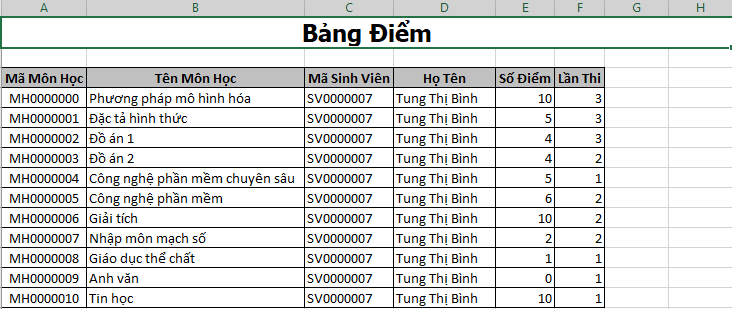 A B C D E F G H
Bảng Điểm
Mã Môn Học Tên Môn Học Mã Sinh Viên Họ Tên Số Điểm Lần Thi
MH0000000 Phương pháp mô hình hóa SV0000007 Tung Thị Bình 10 3
MH0000001 Đặc tả hình thức SV0000007 Tung Thị Bình 5 3
MH0000002 Đồ án 1 SV0000007 Tung Thị Bình 4 3
MH0000003 Đồ án 2 SV0000007 Tung Thị Bình 4 2
MH0000004 Công nghệ phần mềm chuyên sâu SV0000007 Tung Thị Bình 5 1
MH0000005 Công nghệ phần mềm SV0000007 Tung Thị Bình 6 2
MH0000006 Giải tích SV0000007 Tung Thị Bình 10 2
MH0000007 Nhập môn mạch số SV0000007 Tung Thị Bình 2 2
MH0000008 Giáo dục thể chất SV0000007 Tung Thị Bình 1 1
MH0000009 Anh văn SV0000007 Tung Thị Bình 0 1
MH0000010 Tin học SV0000007 Tung Thị Bình 10 1